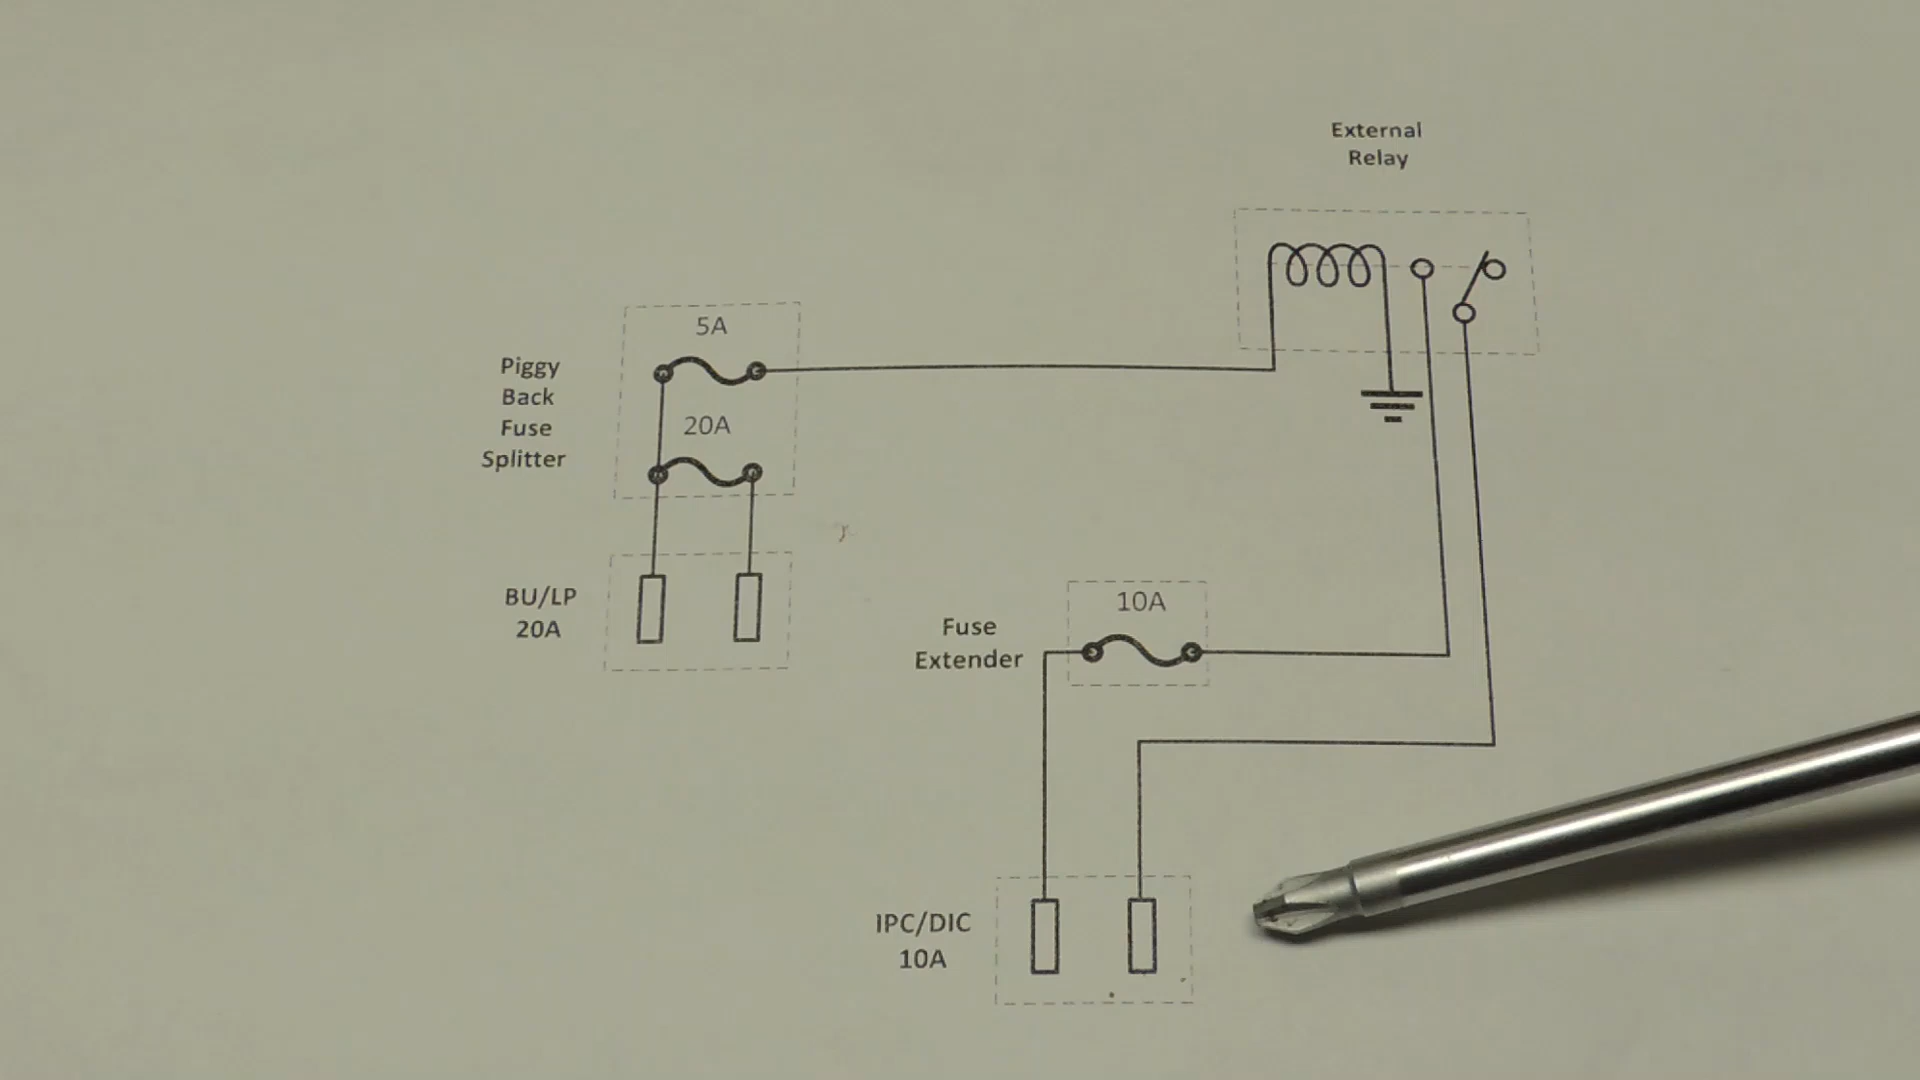 External
Relay
5A
Piggy
Back
Fuse
Splitter
20A
BU/LP
20A
10A
Fuse
Extender
IPC/DIC
10A